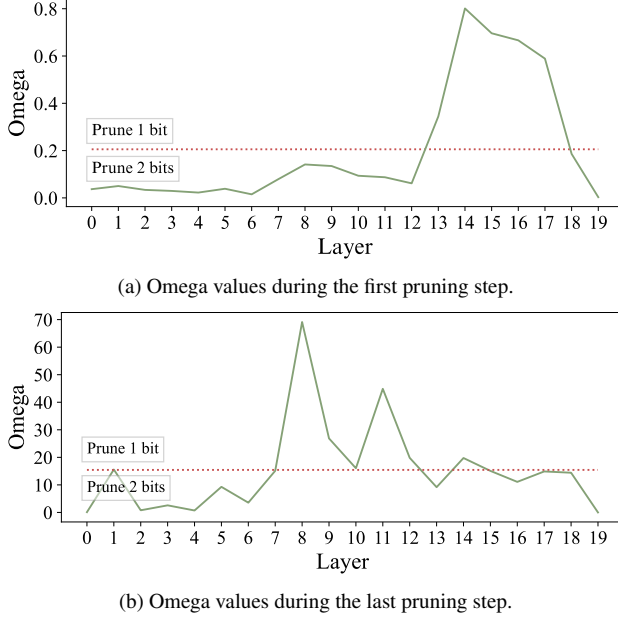 0.8
0.6
0.4
0.2
0.0
Omega
Prune 1 bit
Prune 2 bits
0 1 2 3 4 5 6 7 8 9 10 11 12 13 14 15 16 17 18 19
Layer
(a) Omega values during the first pruning step.
70
60
50
40
30
20
10
0
Omega
Prune 1 bit
Prune 2 bits
0 1 2 3 4 5 6 7 8 9 10 11 12 13 14 15 16 17 18 19
Layer
(b) Omega values during the last pruning step.